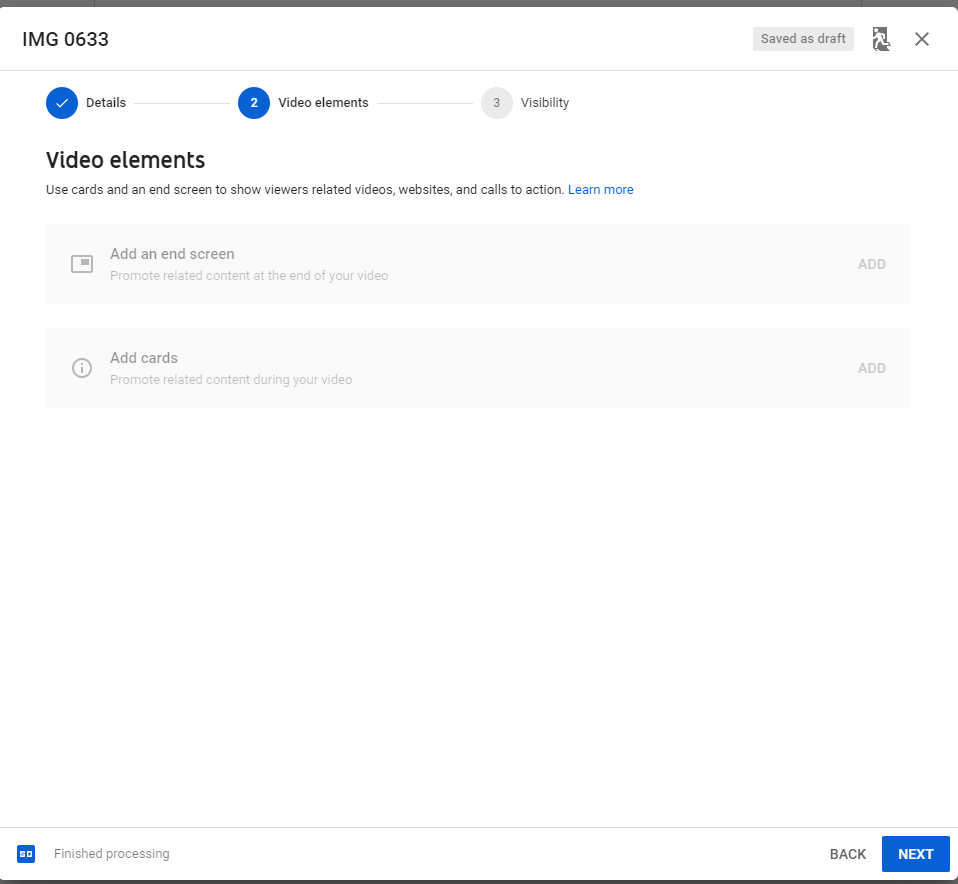 IMG 0633
Saved as draft
Details
2 Video elements
3 Visibility
Video elements
Use cards and an end screen to show viewers related videos, websites, and calls to action. Learn more
Add an end screen
Promote related content at the end of your video
ADD
Add cards
Promote related content during your video
ADD
SD Finished processing
BACK
NEXT